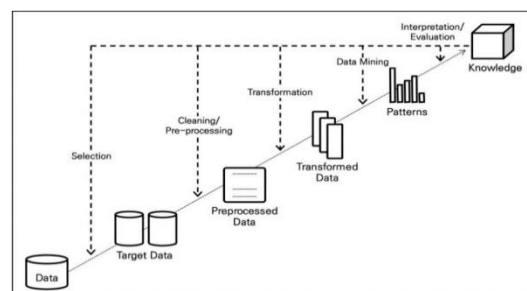 Interpretation/
Evaluation
Knowledge
Data Mining
Patterns
Transformation
Transformed
Data
Cleaning/
Pre-processing
Preprocessed
Data
Selection
Target Data
Data